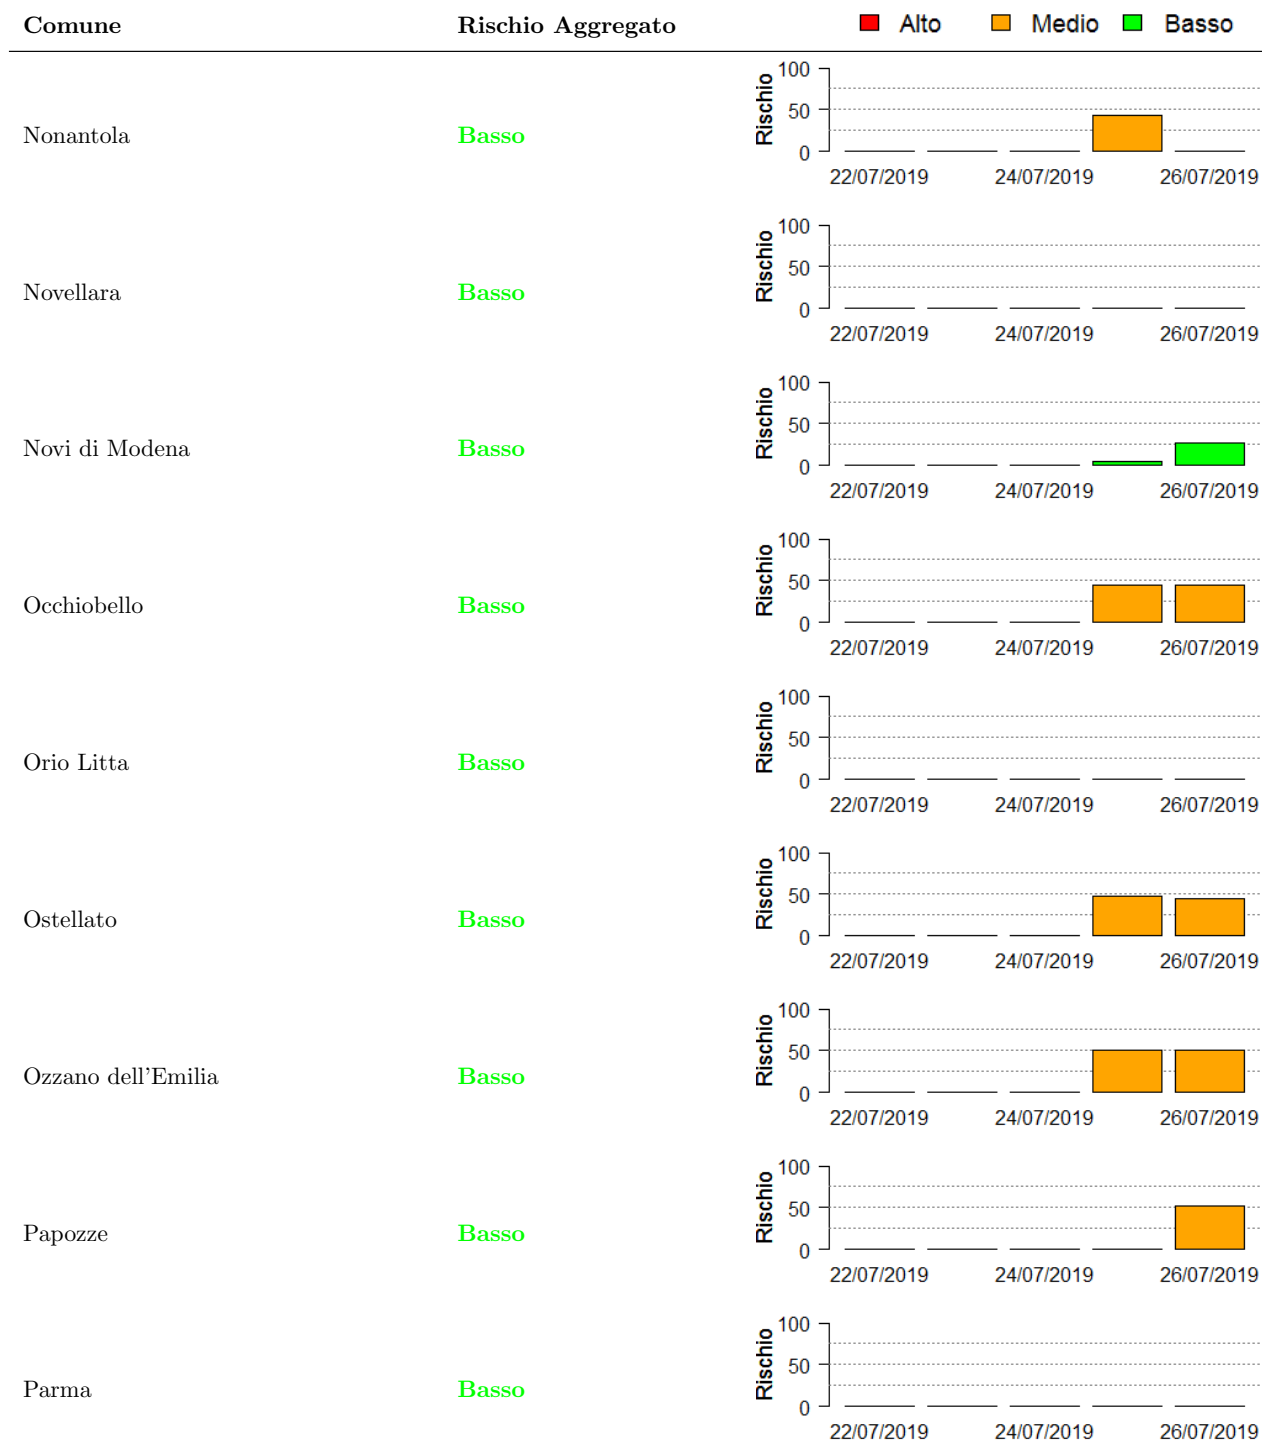 Comune Rischio Aggregato Alto Medio Basso
100
50
0
Rischio
Nonantola Basso
22/07/2019 24/07/2019 26/07/2019
100
50
0
Rischio
Novellara Basso
22/07/2019 24/07/2019 26/07/2019
100
50
0
Rischio
Novi di Modena Basso
22/07/2019 24/07/2019 26/07/2019
100
50
0
Rischio
Occhiobello Basso
22/07/2019 24/07/2019 26/07/2019
100
50
0
Rischio
Orio Litta Basso
22/07/2019 24/07/2019 26/07/2019
100
50
0
Rischio
Ostellato Basso
22/07/2019 24/07/2019 26/07/2019
100
50
0
Rischio
Ozzano dell'Emilia Basso
22/07/2019 24/07/2019 26/07/2019
100
50
0
Rischio
Papozze Basso
22/07/2019 24/07/2019 26/07/2019
100
50
0
Rischio
Parma Basso
22/07/2019 24/07/2019 26/07/2019